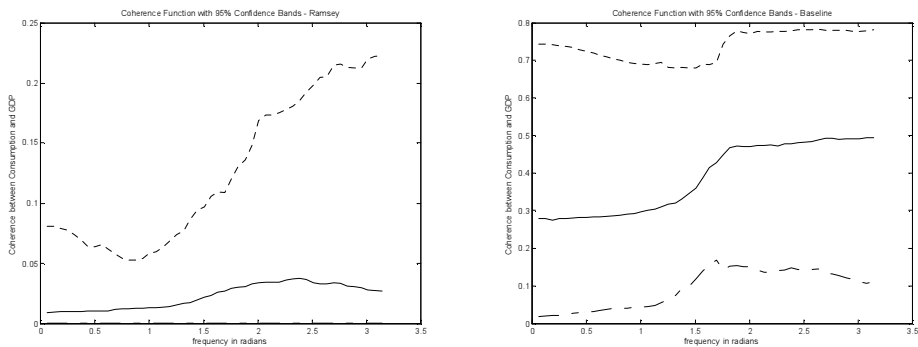 Coherence Function with 95% Confidence Bands - Ramsey
0.25
0.2
0.15
0.1
0.05
0
Coherence between Consumption and GDP
0 0.5 1 1.5 2 2.5 3 3.5
frequency in radians
Coherence Function with 95% Confidence Bands - Baseline
0.8
0.7
0.6
0.5
0.4
0.3
0.2
0.1
0
Coherence between Consumption and GDP
0 0.5 1 1.5 2 2.5 3 3.5
frequency in radians